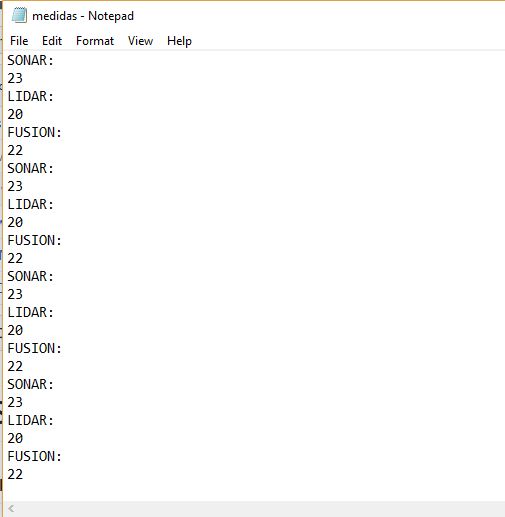 medidas - Notepad
File Edit Format View Help
SONAR:
23
LIDAR:
20
FUSION:
22
SONAR:
23
LIDAR:
20
FUSION:
22
SONAR:
23
LIDAR:
20
FUSION:
22
SONAR:
23
LIDAR:
20
FUSION:
22